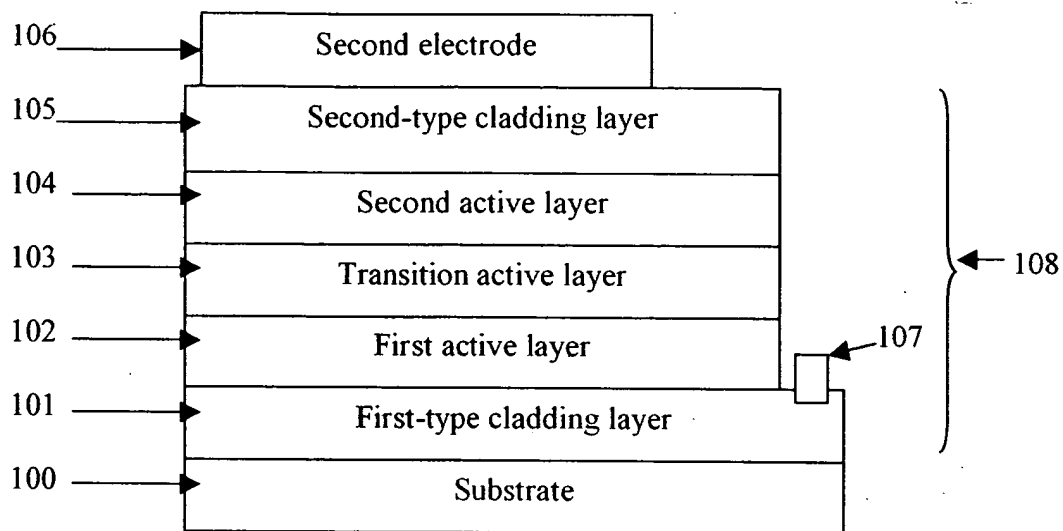 106 Second electrode
105 Second-type cladding layer
104 Second active layer
103 Transition active layer
108
102 First active layer
107
101 First-type cladding layer
100 Substrate